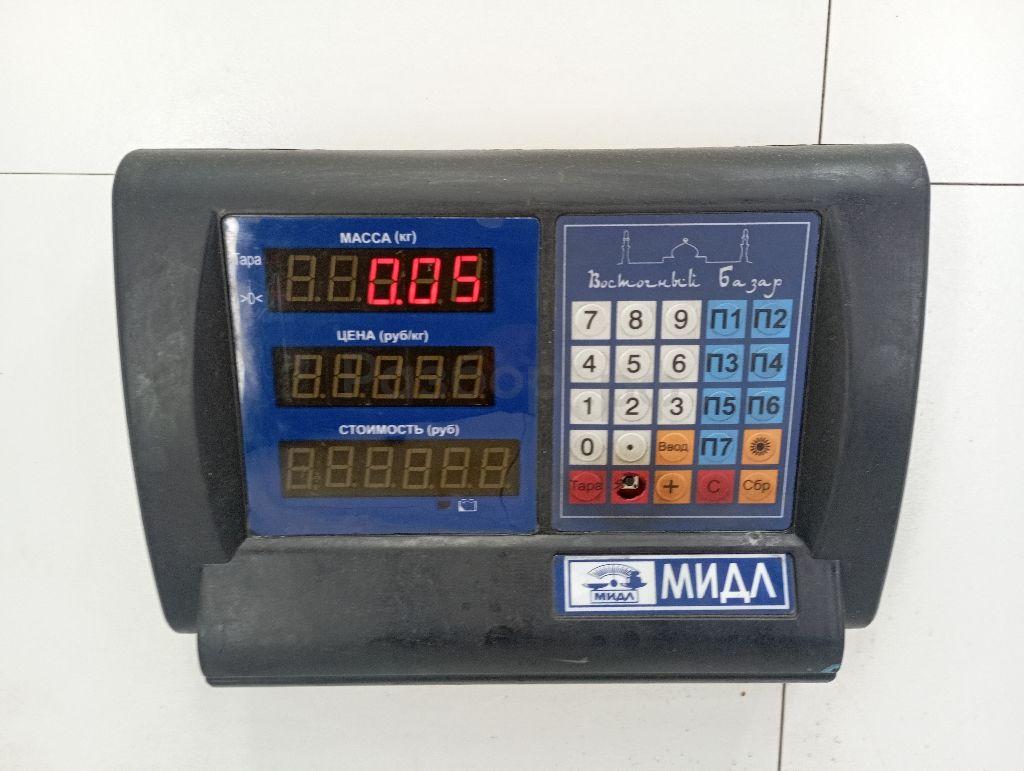 МАССА (кг)
Тара
0.05
>0<
ЦЕНА (руб/кг)
СТОИМОСТЬ (руб)
Восточный Базар
7 8 9 П1 П2
4 5 6 П3 П4
1 2 3 П5 П6
0 . Ввод П7
Тара + С Сбр
МИДЛ
МИДЛ